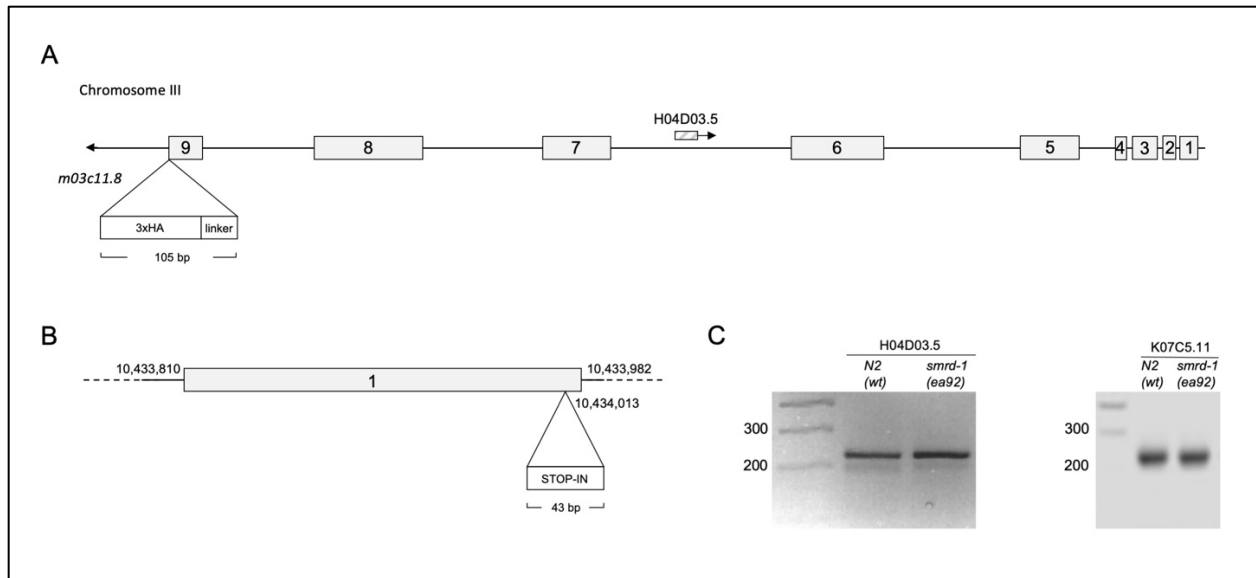 A
Chromosome III
H04D03.5
9 8 7 6 5 4 3 2 1
m03c11.8
3xHA linker
105 bp
B
10,433,810 10,433,982
1
10,434,013
STOP-IN
43 bp
C
H04D03.5
N2 smrd-1
(wt) (ea92)
300
200
K07C5.11
N2 smrd-1
(wt) (ea92)
300
200